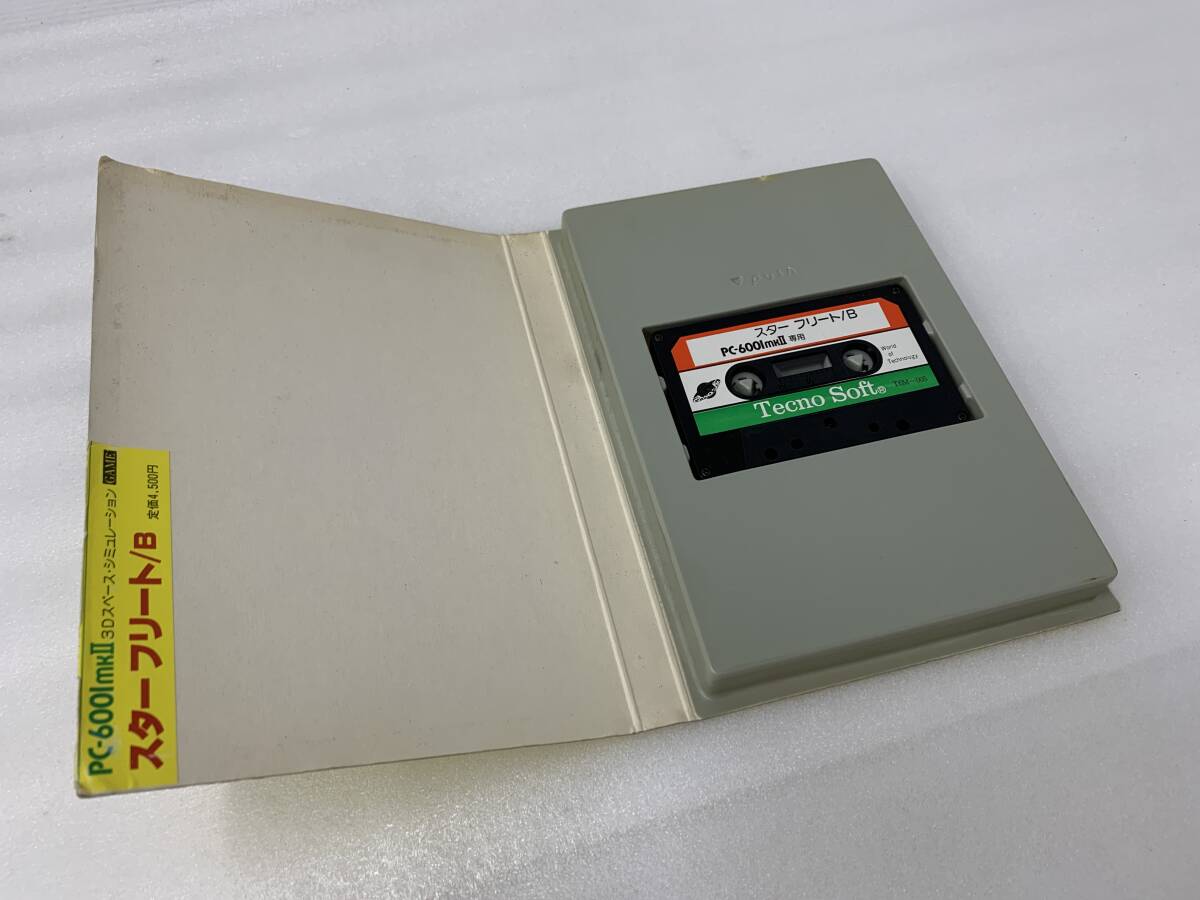 PC-6001mkII 3Dスペース・シミュレーション GAME
スター フリート/B 定価4,500円
スター フリート/B
PC-6001mkII 専用
World
of
Technology
Tecno Soft® TEM-005